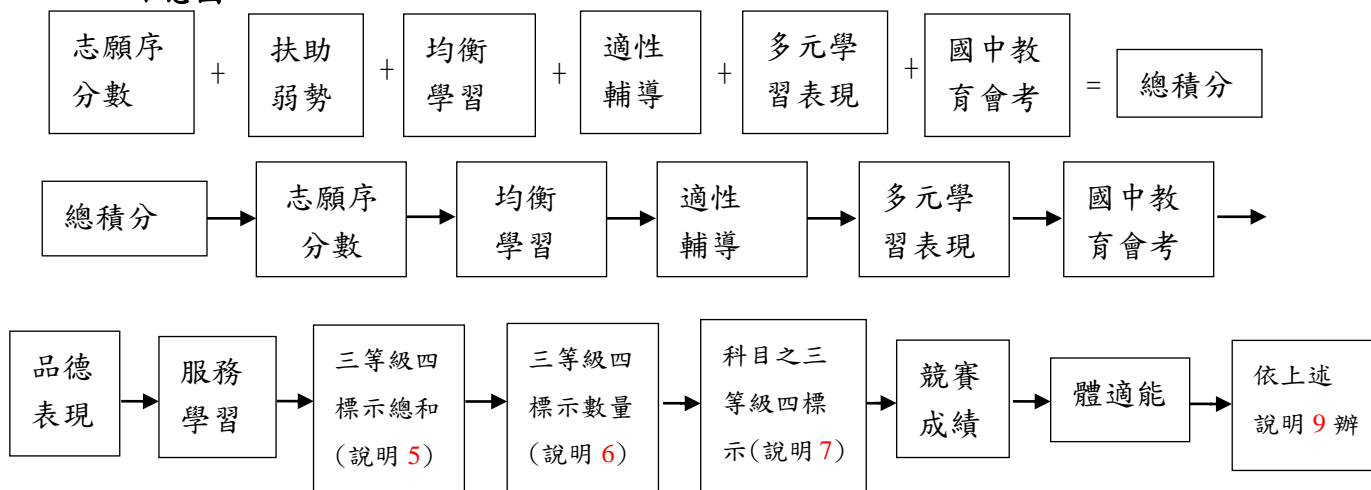 志願序 + 扶助 + 均衡 + 適性 + 多元學 + 國中教 = 總積分
分數 弱勢 學習 輔導 習表現 育會考
總積分 志願序 均衡 適性 多元學 國中教
分數 學習 輔導 習表現 育會考
品德 服務 三等級四 三等級四 科目之三 競賽 體適能 依上述
表現 學習 標示總和 標示數量 等級四標 成績 說明 9 辦
(說明 5) (說明 6) 示(說明 7)